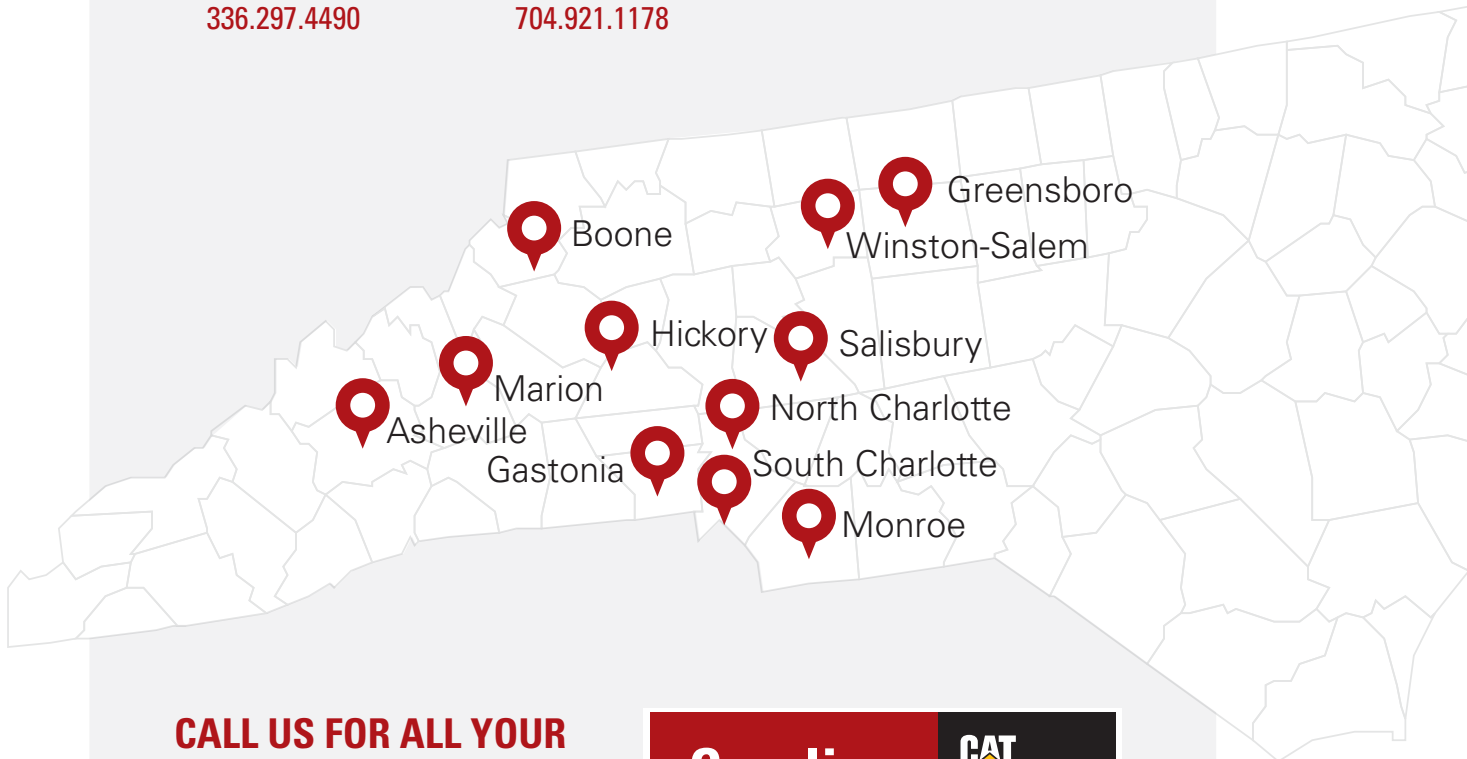 336.297.4490 704.921.1178
Greensboro
Boone
Winston-Salem
Hickory
Salisbury
Marion
North Charlotte
Asheville
South Charlotte
Gastonia
Monroe
CALL US FOR ALL YOUR
CAT